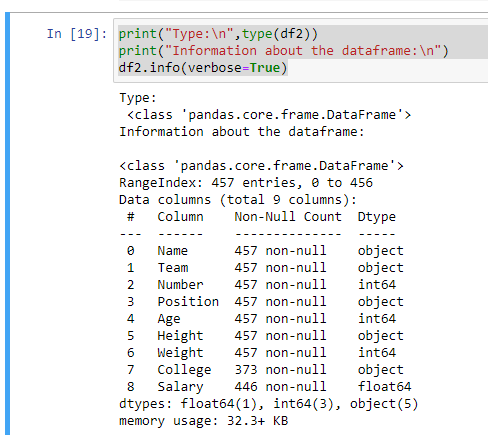 In [19]: print("Type:\n",type(df2))
print("Information about the dataframe:\n")
df2.info(verbose=True)
Type:
 <class 'pandas.core.frame.DataFrame'>
Information about the dataframe:

<class 'pandas.core.frame.DataFrame'>
RangeIndex: 457 entries, 0 to 456
Data columns (total 9 columns):
 #   Column    Non-Null Count  Dtype
---  ------    --------------  -----
 0   Name      457 non-null    object
 1   Team      457 non-null    object
 2   Number    457 non-null    int64
 3   Position  457 non-null    object
 4   Age       457 non-null    int64
 5   Height    457 non-null    object
 6   Weight    457 non-null    int64
 7   College   373 non-null    object
 8   Salary    446 non-null    float64
dtypes: float64(1), int64(3), object(5)
memory usage: 32.3+ KB